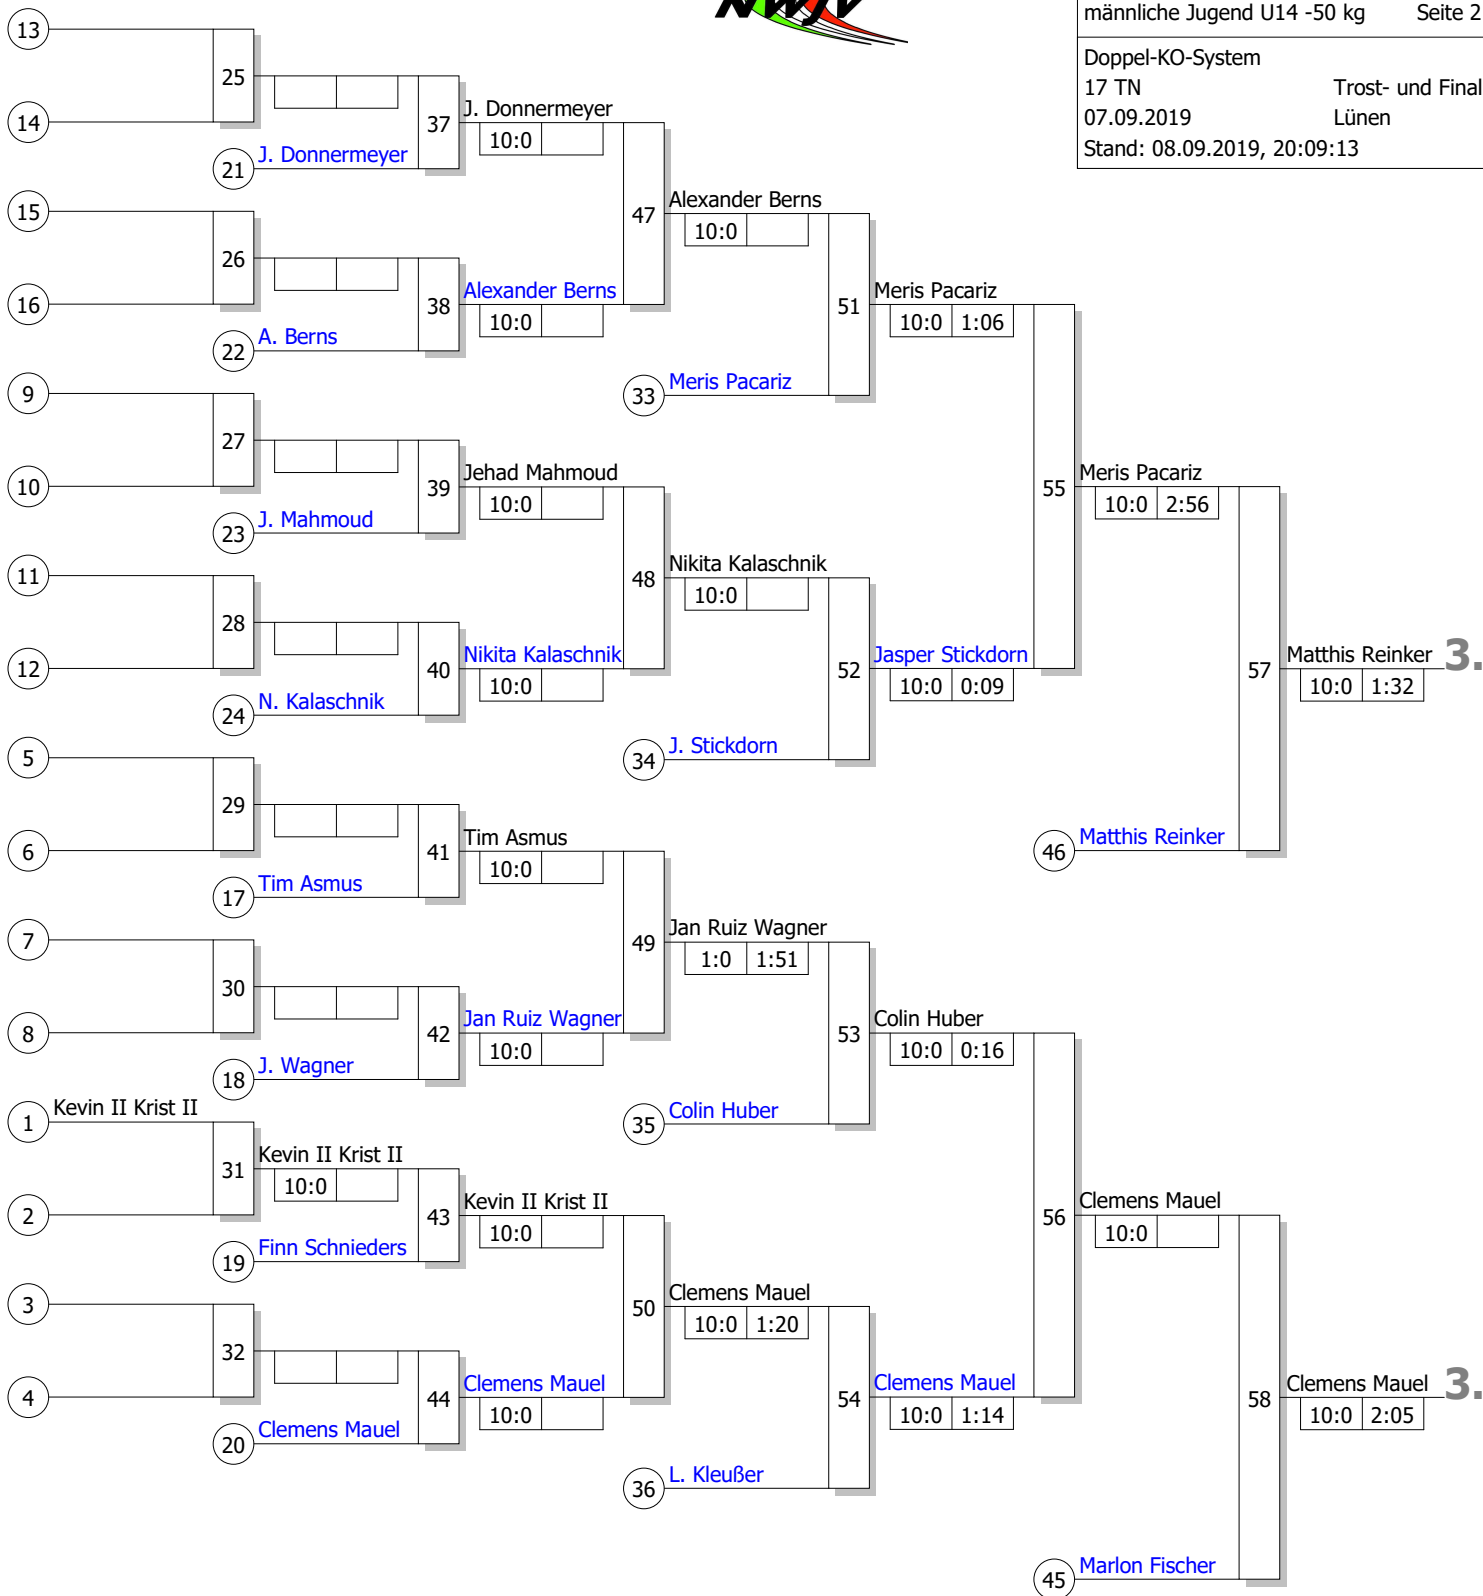 NWJV
männliche Jugend U14 -50 kg Seite 2
Doppel-KO-System
17 TN Trost- und Final
07.09.2019 Lünen
Stand: 08.09.2019, 20:09:13
13
25
14
37
J. Donnermeyer
10:0
21
J. Donnermeyer
15
47
Alexander Berns
10:0
26
16
38
Alexander Berns
10:0
22
A. Berns
51
Meris Pacariz
10:0 1:06
33
Meris Pacariz
9
27
10
39
Jehad Mahmoud
10:0
23
J. Mahmoud
55
Meris Pacariz
10:0 2:56
11
48
Nikita Kalaschnik
10:0
28
12
40
Nikita Kalaschnik
10:0
24
N. Kalaschnik
52
Jasper Stickdorn
10:0 0:09
34
J. Stickdorn
57
Matthis Reinker
3.
10:0 1:32
46
Matthis Reinker
5
29
6
41
Tim Asmus
10:0
17
Tim Asmus
7
49
Jan Ruiz Wagner
1:0 1:51
30
8
42
Jan Ruiz Wagner
10:0
18
J. Wagner
53
Colin Huber
10:0 0:16
35
Colin Huber
1
Kevin II Krist II
31
Kevin II Krist II
10:0
2
43
Kevin II Krist II
10:0
19
Finn Schnieders
56
Clemens Mauel
10:0
3
50
Clemens Mauel
10:0 1:20
32
4
44
Clemens Mauel
10:0
20
Clemens Mauel
54
Clemens Mauel
10:0 1:14
36
L. Kleußer
58
Clemens Mauel
3.
10:0 2:05
45
Marlon Fischer